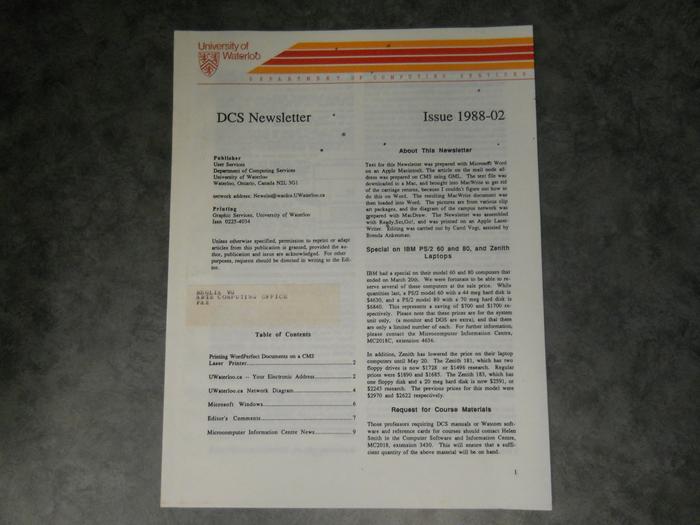 University of
Waterloo
DEPARTMENT OF COMPUTING SERVICES
DCS Newsletter
Issue 1988-02
Publisher
User Services
Department of Computing Services
University of Waterloo
Waterloo, Ontario, Canada N2L 3G1
network address: Newslet@watdcs.UWaterloo.ca
Printing
Graphic Services, University of Waterloo
Issn 0225-4034
Unless otherwise specified, permission to reprint or adapt
articles from this publication is granted, provided the au-
thor, publication and issue are acknowledged. For other
purposes, requests should be directed in writing to the Edi-
tor.
COMPUTING OFFICE
Table of Contents
Printing WordPerfect Documents on a CMS
Laser Printer 2
UWaterloo.ca -- Your Electronic Address 2
UWaterloo.ca Network Diagram 4
Microsoft Windows 6
Editor's Comments 7
Microcomputer Information Centre News 9
About This Newsletter
Text for this Newsletter was prepared with Microsoft Word
on an Apple Macintosh. The article on the mail node ad-
dress was prepared on CMS using GML. The text file was
downloaded to a Mac, and brought into MacWrite to get rid
of the carriage returns, because I couldn't figure out how to
do this on Word. The resulting MacWrite document was
then loaded into Word. The pictures are from various clip
art packages, and the diagram of the campus network was
prepared with MacDraw. The Newsletter was assembled
with Ready,Set,Go!, and was printed on an Apple Laser-
Writer. Editing was carried out by Carol Vogt, assisted by
Brenda Ankenman.
Special on IBM PS/2 60 and 80, and Zenith
Laptops
IBM had a special on their model 60 and 80 computers that
ended on March 20th. We were fortunate to be able to re-
serve several of these computers at the sale price. While
quantities last, a PS/2 model 60 with a 44 meg hard disk is
$4630, and a PS/2 model 80 with a 70 meg hard disk is
$6860. This represents a saving of $700 and $1700 re-
spectively. Please note that these prices are for the system
unit only, (a monitor and DOS are extra), and that there
are only a limited number of each. For further information,
please contact the Microcomputer Information Centre,
MC2018C, extension 4656.
In addition, Zenith has lowered the price on their laptop
computers until May 20. The Zenith 181, which has two
floppy drives is now $1728 or $1498 research. Regular
prices were $1890 and $1685. The Zenith 183, which has
one floppy disk and a 20 meg hard disk is now $2591, or
$2245 research. The previous prices for this model were
$2970 and $2622 respectively.
Request for Course Materials
Those professors requiring DCS manuals or Watcom soft-
ware and reference cards for courses should contact Helen
Smith in the Computer Software and Information Centre,
MC2018, extension 3430. This will ensure that a suffi-
cient quantity of the above material will be on hand.
1